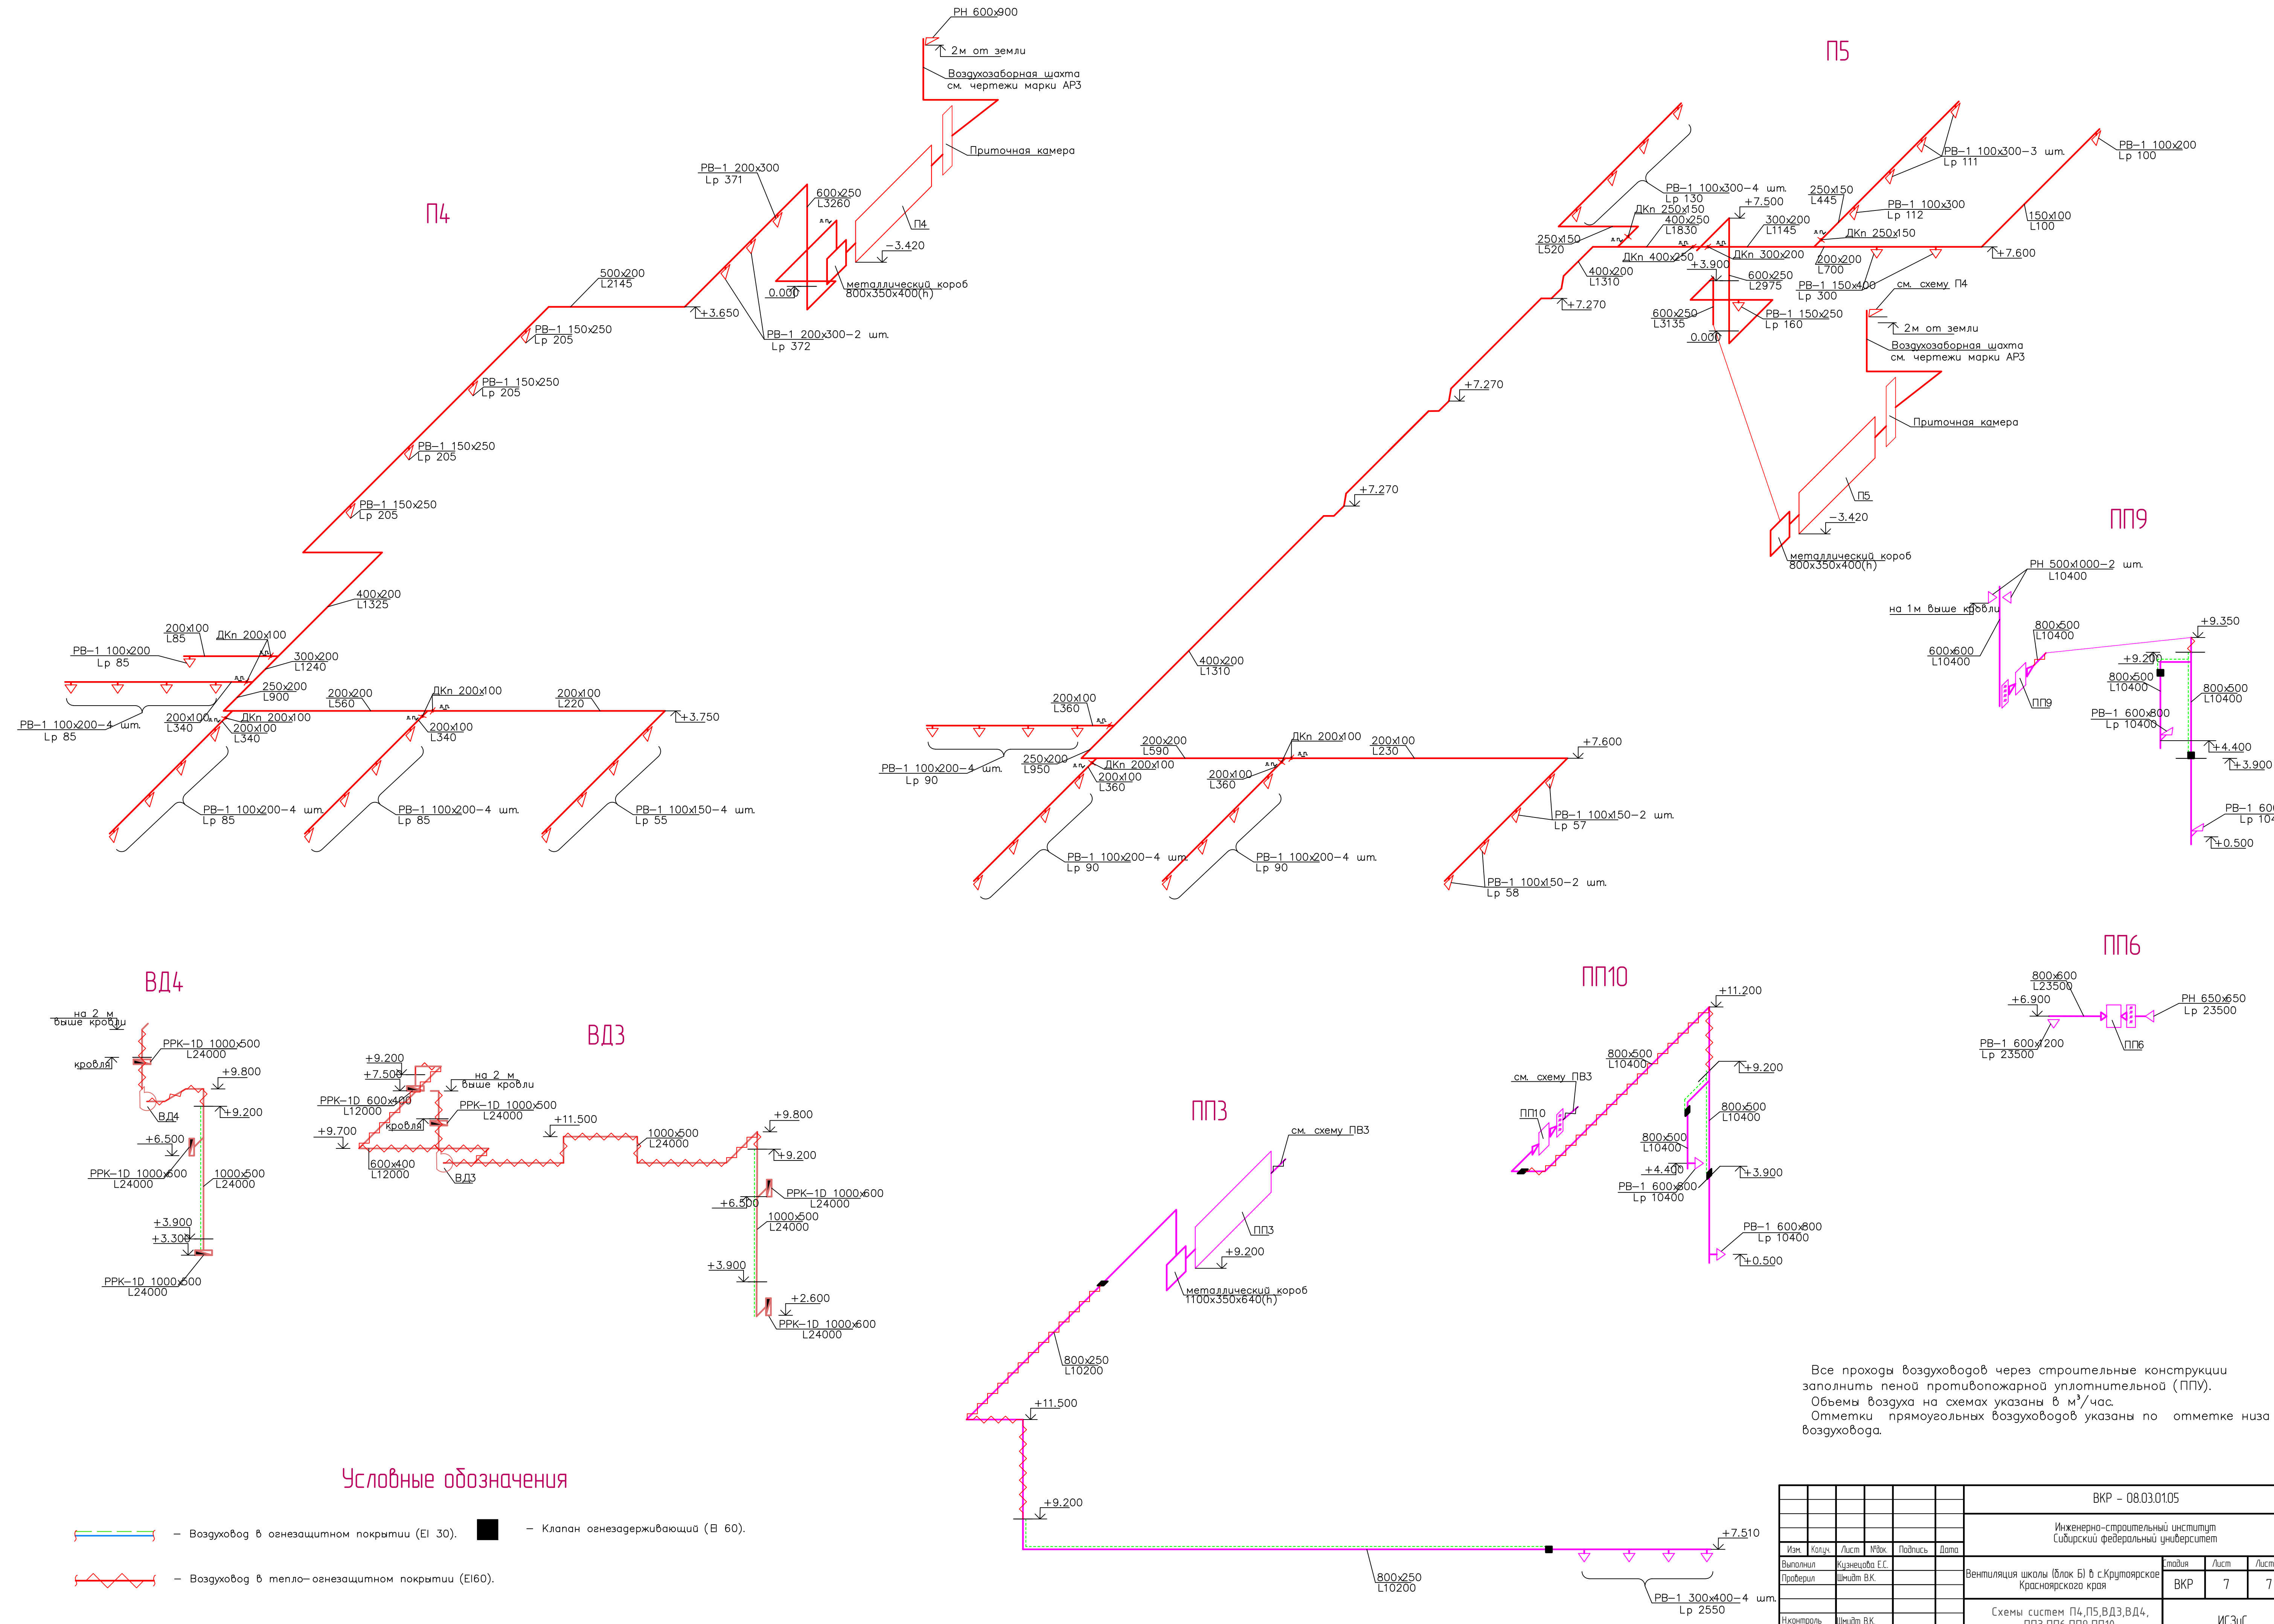 П4
РН 600х900
2м от земли
Воздухозаборная шахта
см. чертежи марки АР3
Приточная камера
РВ-1 200х300
Lp 371
600х250
L3260
П4
-3.420
металлический короб
800х350х400(h)
0.000
500х200
L2145
+3.650
РВ-1 200х300-2 шт.
Lp 372
РВ-1 150х250
Lp 205
РВ-1 150х250
Lp 205
РВ-1 150х250
Lp 205
РВ-1 150х250
Lp 205
400х200
L1325
200х100
L85
ДКп 200х100
РВ-1 100х200
Lp 85
300х200
L1240
250х200
L900
200х200
L560
ДКп 200х100
200х100
L220
+3.750
РВ-1 100х200-4 шт.
Lp 85
200х100
L340
ДКп 200х100
200х100
L340
200х100
L340
РВ-1 100х200-4 шт.
Lp 85
РВ-1 100х200-4 шт.
Lp 85
РВ-1 100х150-4 шт.
Lp 55
П5
РВ-1 100х300-3 шт.
Lp 111
РВ-1 100х200
Lp 100
РВ-1 100х300-4 шт.
Lp 130
250х150
L445
+7.500
РВ-1 100х300
Lp 112
ДКп 250х150
400х250
L1830
300х200
L1145
150х100
L100
ДКп 250х150
250х150
L520
ДКп 400х250
ДКп 300х200
+7.600
+3.900
200х200
L700
400х200
L1310
600х250
L2975
РВ-1 150х400
Lp 300
см. схему П4
+7.270
600х250
L3135
РВ-1 150х250
Lp 160
0.000
2м от земли
Воздухозаборная шахта
см. чертежи марки АР3
+7.270
Приточная камера
+7.270
П5
-3.420
металлический короб
800х350х400(h)
400х200
L1310
200х100
L360
200х200
L590
ДКп 200х100
200х100
L230
+7.600
250х200
L950
РВ-1 100х200-4 шт.
Lp 90
ДКп 200х100
200х100
L360
200х100
L360
РВ-1 100х150-2 шт.
Lp 57
РВ-1 100х200-4 шт.
Lp 90
РВ-1 100х200-4 шт.
Lp 90
РВ-1 100х150-2 шт.
Lp 58
ПП9
РН 500х1000-2 шт.
L10400
на 1м выше кровли
800х500
L10400
+9.350
600х600
L10400
+9.200
800х500
L10400
800х500
L10400
ПП9
РВ-1 600х800
Lp 10400
+4.400
+3.900
РВ-1 60
Lp 10
+0.500
ВД4
на 2 м
выше кровли
кровля
РРК-1D 1000х500
L24000
+9.800
ВД4
+9.200
+6.500
РРК-1D 1000х600
L24000
1000х500
L24000
+3.900
+3.300
РРК-1D 1000х500
L24000
ВД3
+9.200
+7.500
на 2 м
выше кровли
РРК-1D 600х400
L12000
РРК-1D 1000х500
L24000
кровля
+9.700
600х400
L12000
ВД3
+11.500
1000х500
L24000
+9.800
+9.200
РРК-1D 1000х600
L24000
+6.500
1000х500
L24000
+3.900
+2.600
РРК-1D 1000х600
L24000
ПП3
см. схему ПВ3
ПП3
+9.200
металлический короб
1100х350х640(h)
800х250
L10200
+11.500
+9.200
800х250
L10200
+7.510
РВ-1 300х400-4 шт.
Lp 2550
ПП10
+11.200
800х500
L10400
см. схему ПВ3
+9.200
ПП10
800х500
L10400
800х500
L10400
+4.400
+3.900
РВ-1 600х800
Lp 10400
РВ-1 600х800
Lp 10400
+0.500
ПП6
800х600
L23500
+6.900
РН 650х650
Lp 23500
РВ-1 600х1200
Lp 23500
ПП6
Все проходы воздуховодов через строительные конструкции
заполнить пеной противопожарной уплотнительной (ППУ).
Объемы воздуха на схемах указаны в м³/час.
Отметки прямоугольных воздуховодов указаны по отметке низа
воздуховода.
Условные обозначения
- Воздуховод в огнезащитном покрытии (EI 30).
- Клапан огнезадерживающий (EI 60).
- Воздуховод в тепло-огнезащитном покрытии (EI60).
ВКР - 08.03.01.05
Инженерно-строительный институт
Сибирский федеральный университет
Изм. Кол.уч. Лист №док. Подпись Дата
Выполнил Кузнецова Е.С.
Проверил Шмидт В.К.
Вентиляция школы (блок Б) в с.Крутоярское
Красноярского края
Стадия Лист Лист
ВКР 7 7
Н.контроль Шмидт В.К.
Схемы систем П4,П5,ВД3,ВД4,
ПП3,ПП6,ПП9,ПП10
ИСЗиС